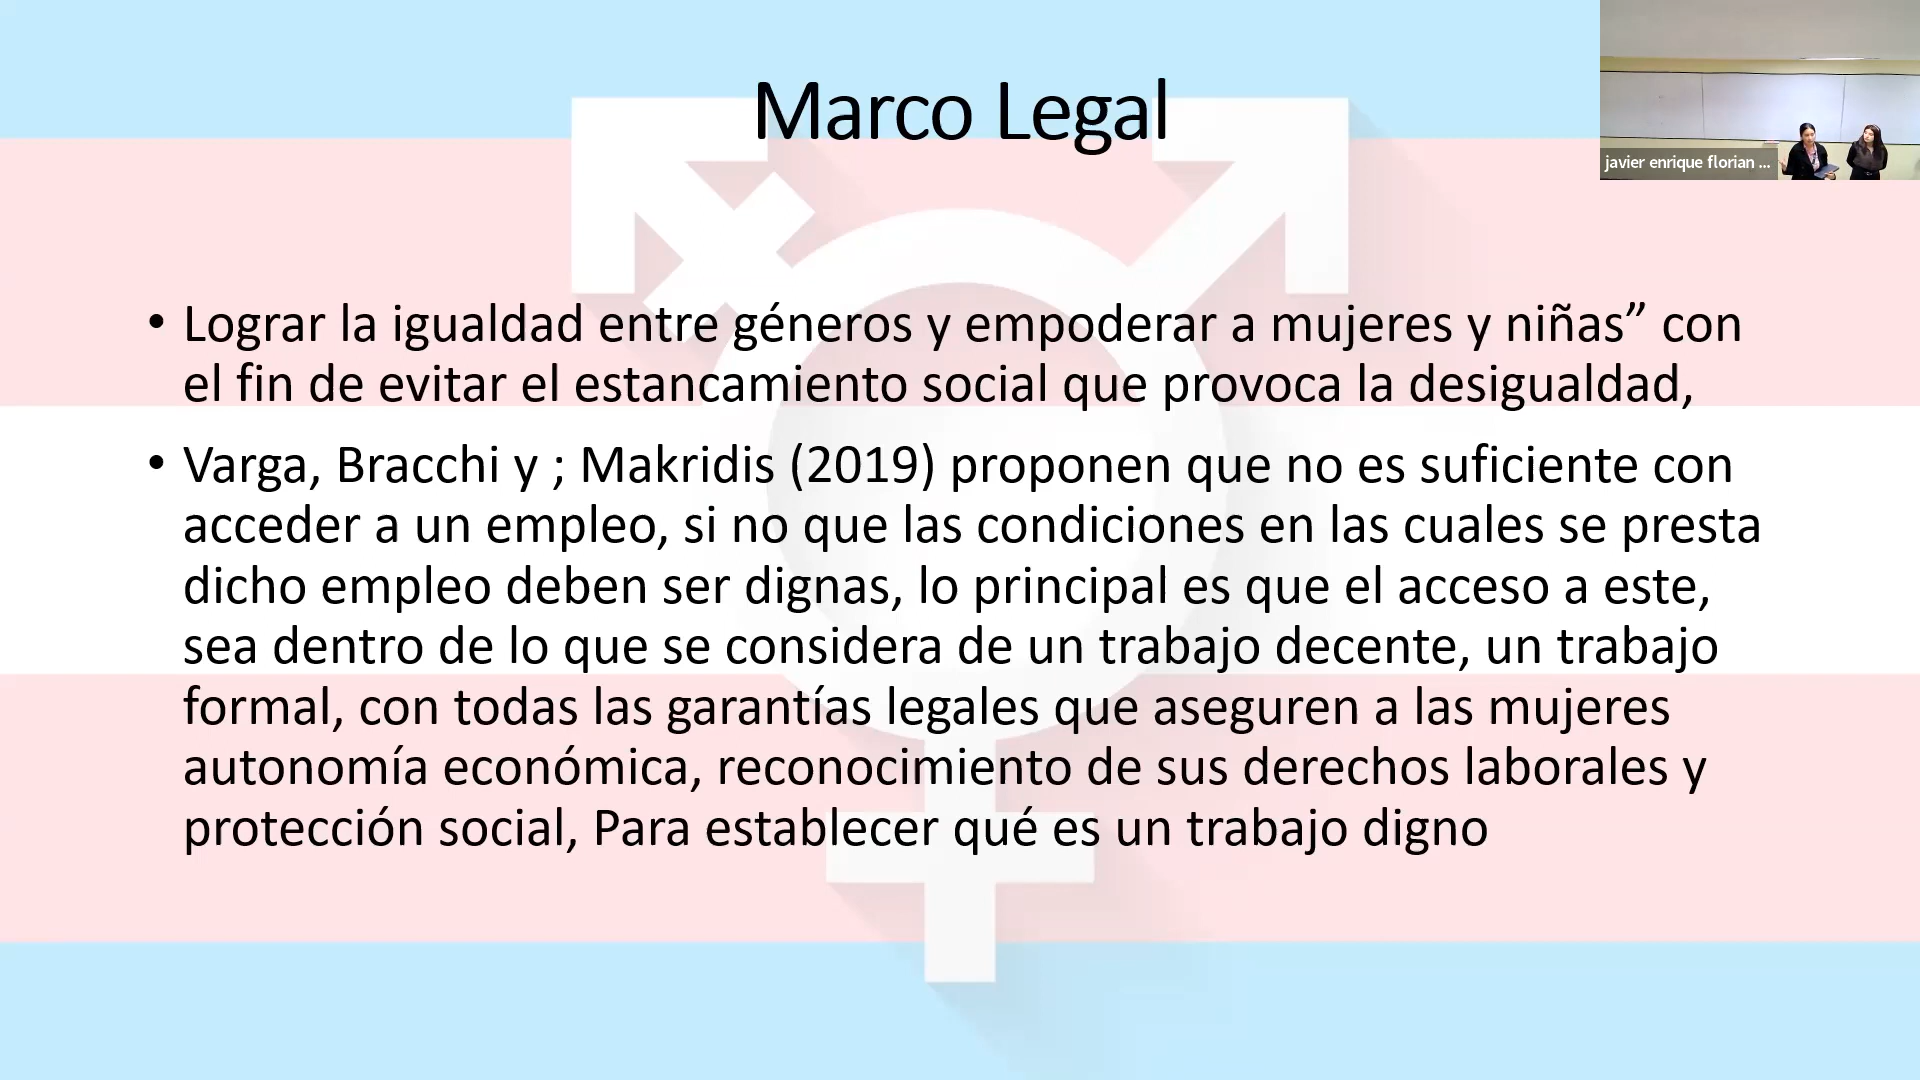 Marco Legal
javier enrique florian ...
• Lograr la igualdad entre géneros y empoderar a mujeres y niñas” con
el fin de evitar el estancamiento social que provoca la desigualdad,
• Varga, Bracchi y ; Makridis (2019) proponen que no es suficiente con
acceder a un empleo, si no que las condiciones en las cuales se presta
dicho empleo deben ser dignas, lo principal es que el acceso a este,
sea dentro de lo que se considera de un trabajo decente, un trabajo
formal, con todas las garantías legales que aseguren a las mujeres
autonomía económica, reconocimiento de sus derechos laborales y
protección social, Para establecer qué es un trabajo digno